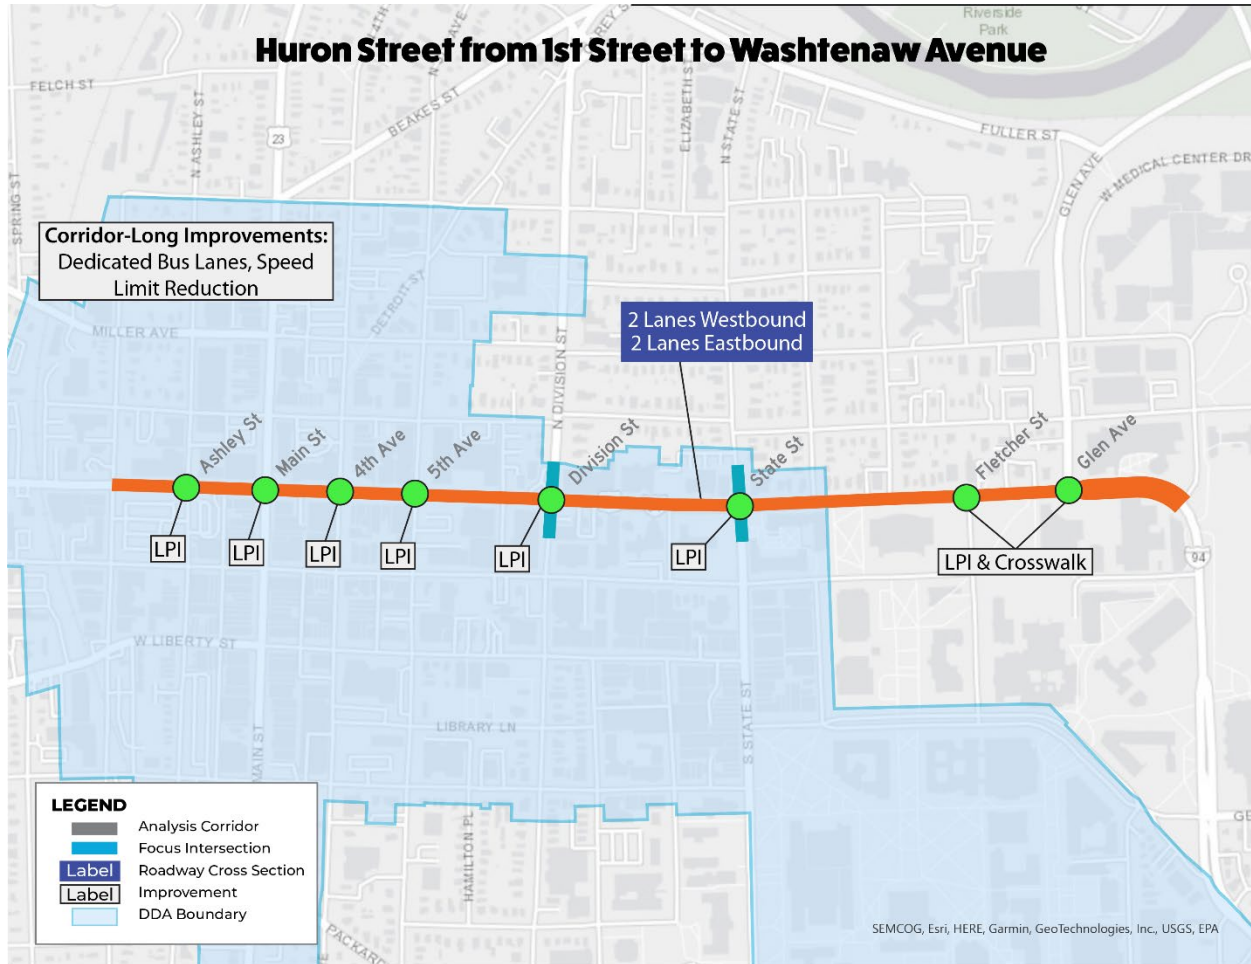 Huron Street from 1st Street to Washtenaw Avenue
Riverside
Park
FELCH ST
N ASHLEY ST
23
BEAKES ST
ELIZABETH ST
N STATE ST
FULLER ST
GLEN AVE
W MEDICAL CENTER DR
SPRING ST
Corridor-Long Improvements:
Dedicated Bus Lanes, Speed
Limit Reduction
DETROIT ST
MILLER AVE
N DIVISION ST
2 Lanes Westbound
2 Lanes Eastbound
Ashley St
Main St
4th Ave
5th Ave
Division St
State St
Fletcher St
Glen Ave
LPI
LPI
LPI
LPI
LPI
LPI
LPI & Crosswalk
94
W LIBERTY ST
LIBRARY LN
MAIN ST
S STATE ST
HAMILTON PL
PACKARD
GE
LEGEND
Analysis Corridor
Focus Intersection
Label Roadway Cross Section
Label Improvement
DDA Boundary
SEMCOG, Esri, HERE, Garmin, GeoTechnologies, Inc., USGS, EPA